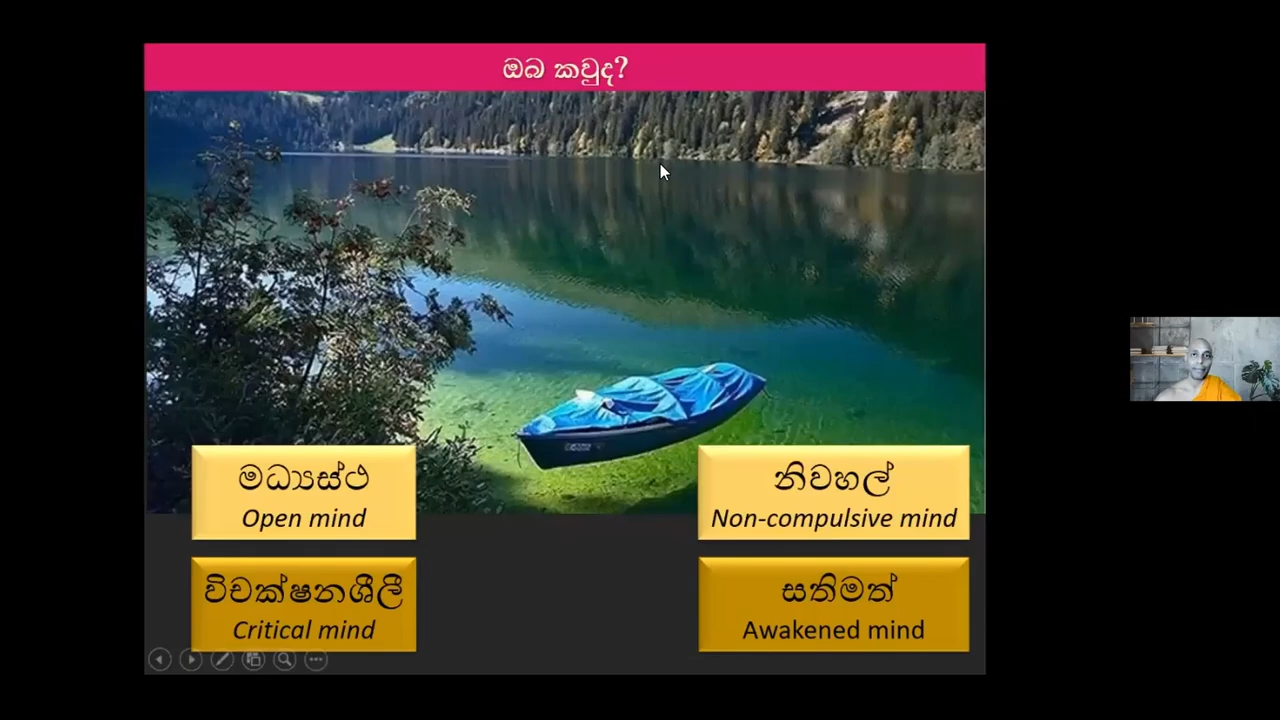 ඔබ කවුද?
මධ්‍යස්ථ
Open mind
නිවහල්
Non-compulsive mind
විචක්ෂනශීලී
Critical mind
සතිමත්
Awakened mind